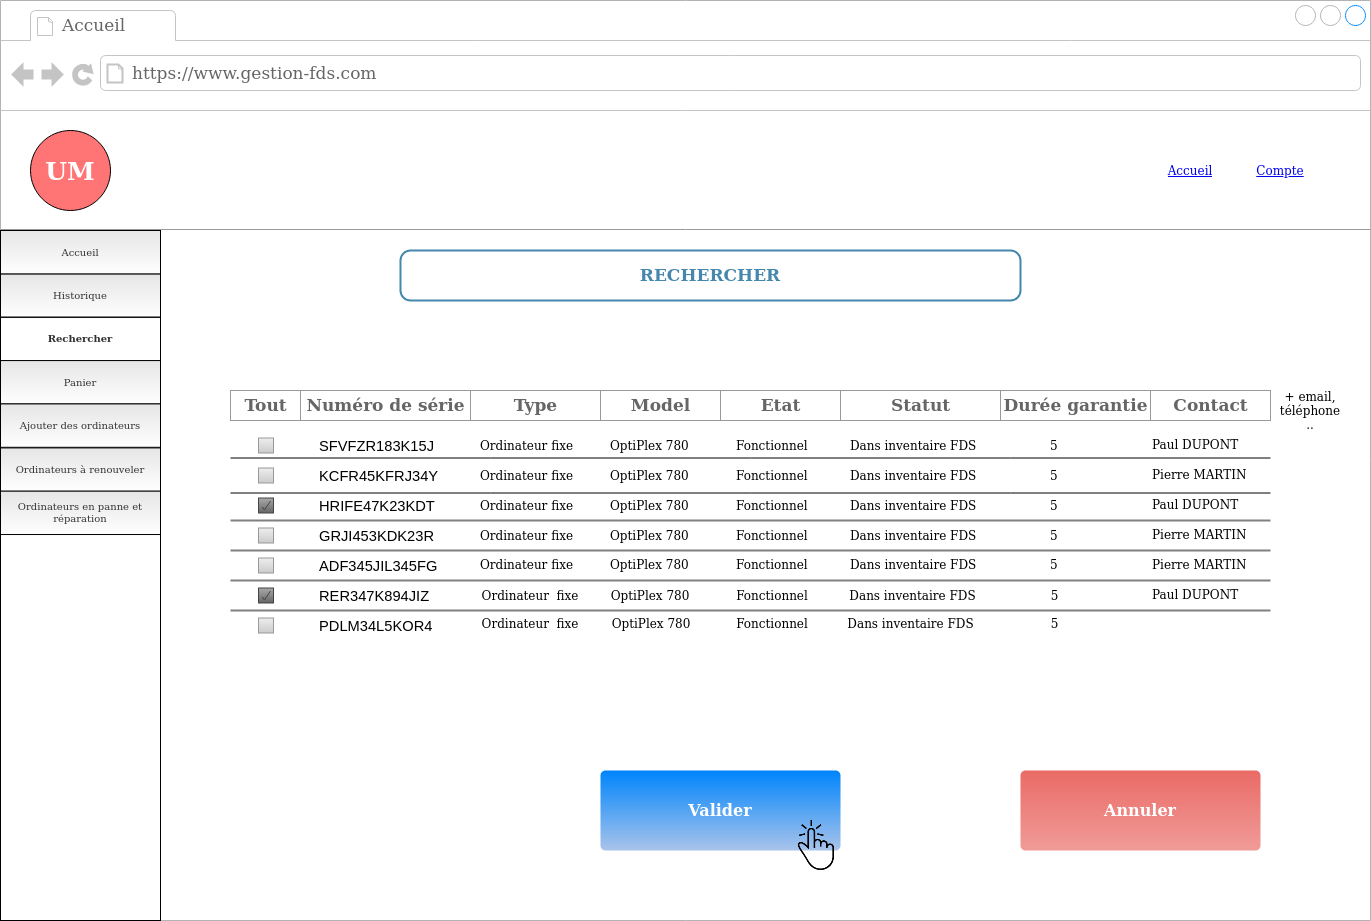 Accueil
https://www.gestion-fds.com
UM
Accueil Compte
Accueil
Historique
Rechercher
Panier
Ajouter des ordinateurs
Ordinateurs à renouveler
Ordinateurs en panne et
réparation
RECHERCHER
Tout Numéro de série Type Model Etat Statut Durée garantie Contact
+ email,
téléphone
..
SFVFZR183K15J Ordinateur fixe OptiPlex 780 Fonctionnel Dans inventaire FDS 5 Paul DUPONT
KCFR45KFRJ34Y Ordinateur fixe OptiPlex 780 Fonctionnel Dans inventaire FDS 5 Pierre MARTIN
HRIFE47K23KDT Ordinateur fixe OptiPlex 780 Fonctionnel Dans inventaire FDS 5 Paul DUPONT
GRJI453KDK23R Ordinateur fixe OptiPlex 780 Fonctionnel Dans inventaire FDS 5 Pierre MARTIN
ADF345JIL345FG Ordinateur fixe OptiPlex 780 Fonctionnel Dans inventaire FDS 5 Pierre MARTIN
RER347K894JIZ Ordinateur fixe OptiPlex 780 Fonctionnel Dans inventaire FDS 5 Paul DUPONT
PDLM34L5KOR4 Ordinateur fixe OptiPlex 780 Fonctionnel Dans inventaire FDS 5
Valider Annuler